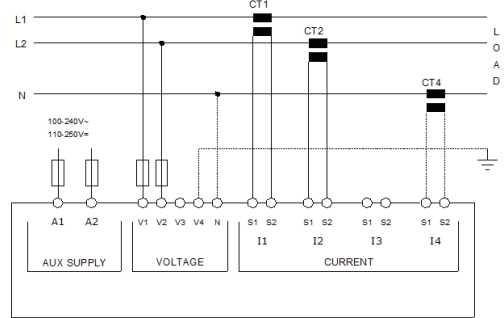 CT1
L1
L
CT2
L2
O
A
CT4
D
N
100-240V~
110-250V=
A1 A2 V1 V2 V3 V4 N S1 S2 S1 S2 S1 S2 S1 S2
I1 I2 I3 I4
AUX SUPPLY VOLTAGE CURRENT